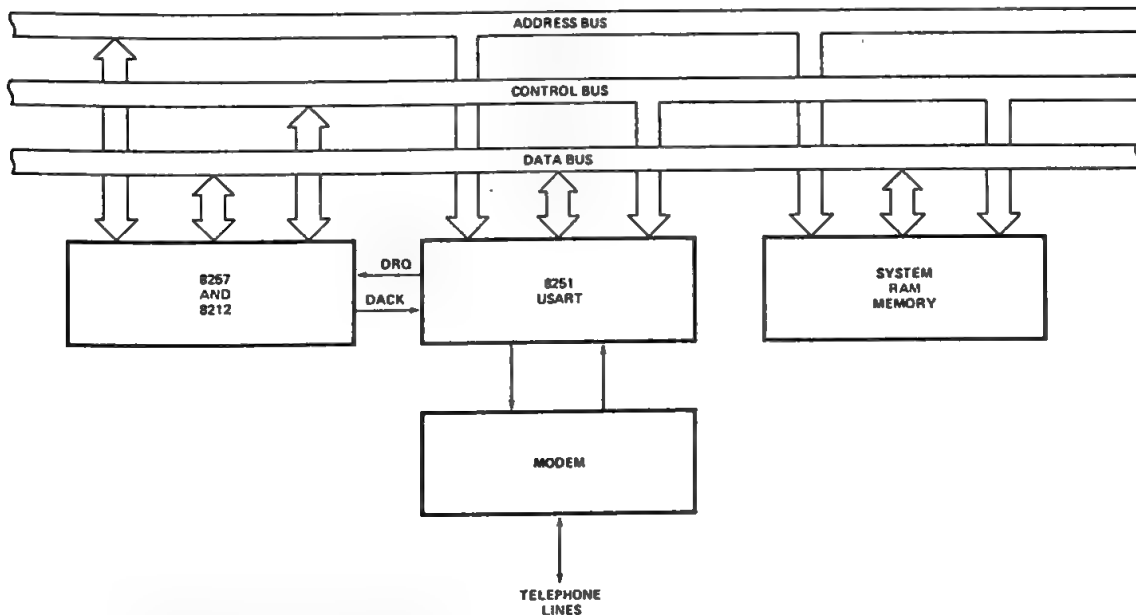 ADDRESS BUS
CONTROL BUS
DATA BUS
8257
AND
8212
DRQ
DACK
8251
USART
SYSTEM
RAM
MEMORY
MODEM
TELEPHONE
LINES